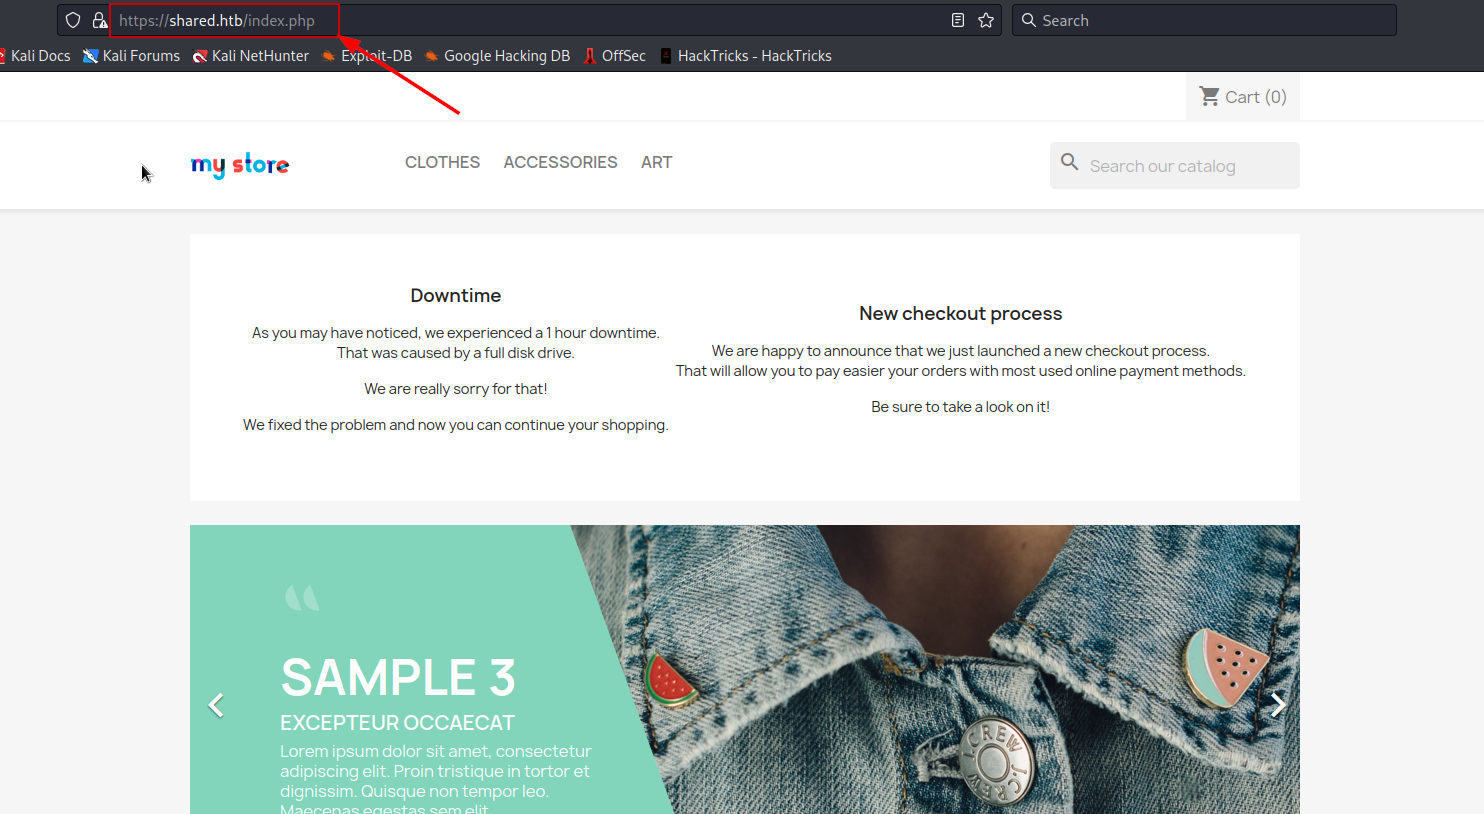 https://shared.htb/index.php
Search
Kali Docs
Kali Forums
Kali NetHunter
Exploit-DB
Google Hacking DB
OffSec
HackTricks - HackTricks
Cart (0)
my store
CLOTHES
ACCESSORIES
ART
Search our catalog
Downtime
As you may have noticed, we experienced a 1 hour downtime.
That was caused by a full disk drive.
We are really sorry for that!
We fixed the problem and now you can continue your shopping.
New checkout process
We are happy to announce that we just launched a new checkout process.
That will allow you to pay easier your orders with most used online payment methods.
Be sure to take a look on it!
“
SAMPLE 3
EXCEPTEUR OCCAECAT
Lorem ipsum dolor sit amet, consectetur
adipiscing elit. Proin tristique in tortor et
dignissim. Quisque non tempor leo.
Maecenas egestas sem elit
J.CREW J.CREW